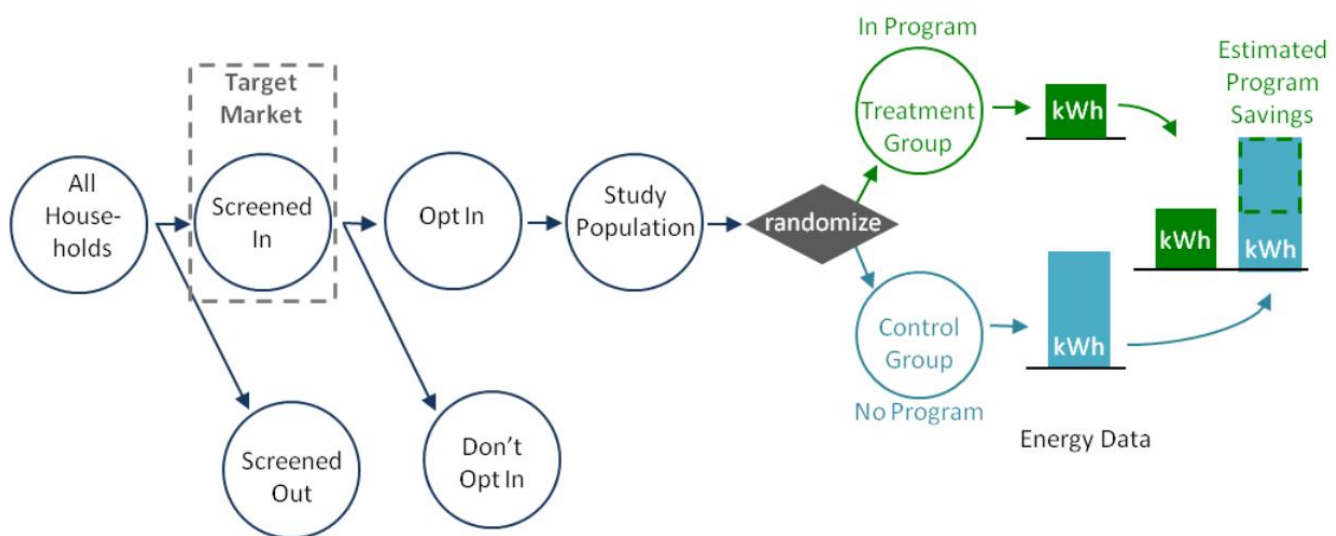 All
House-
holds
Target
Market
Screened
In
Screened
Out
Opt In
Don't
Opt In
Study
Population
randomize
In Program
Treatment
Group
kWh
Control
Group
No Program
kWh
Energy Data
Estimated
Program
Savings
kWh
kWh